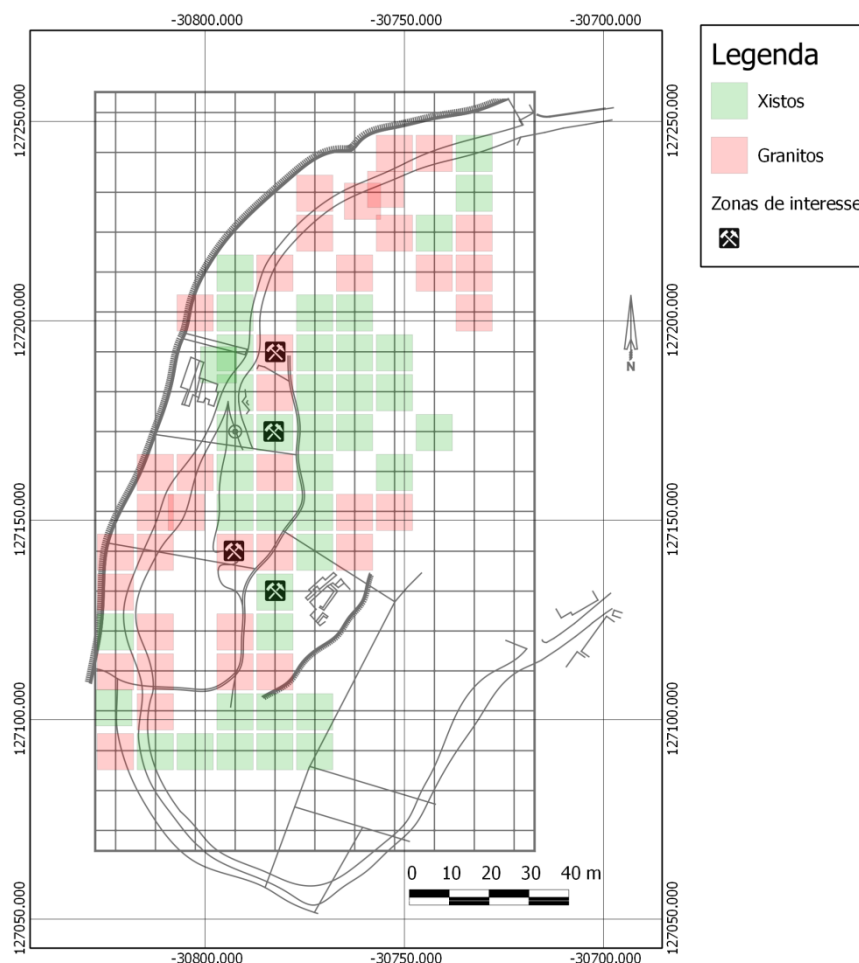 -30800.000 -30750.000 -30700.000
Legenda
Xistos
Granitos
Zonas de interesse
127250.000 127250.000
127200.000 127200.000
N
127150.000 127150.000
127100.000 127100.000
0 10 20 30 40 m
127050.000 127050.000
-30800.000 -30750.000 -30700.000